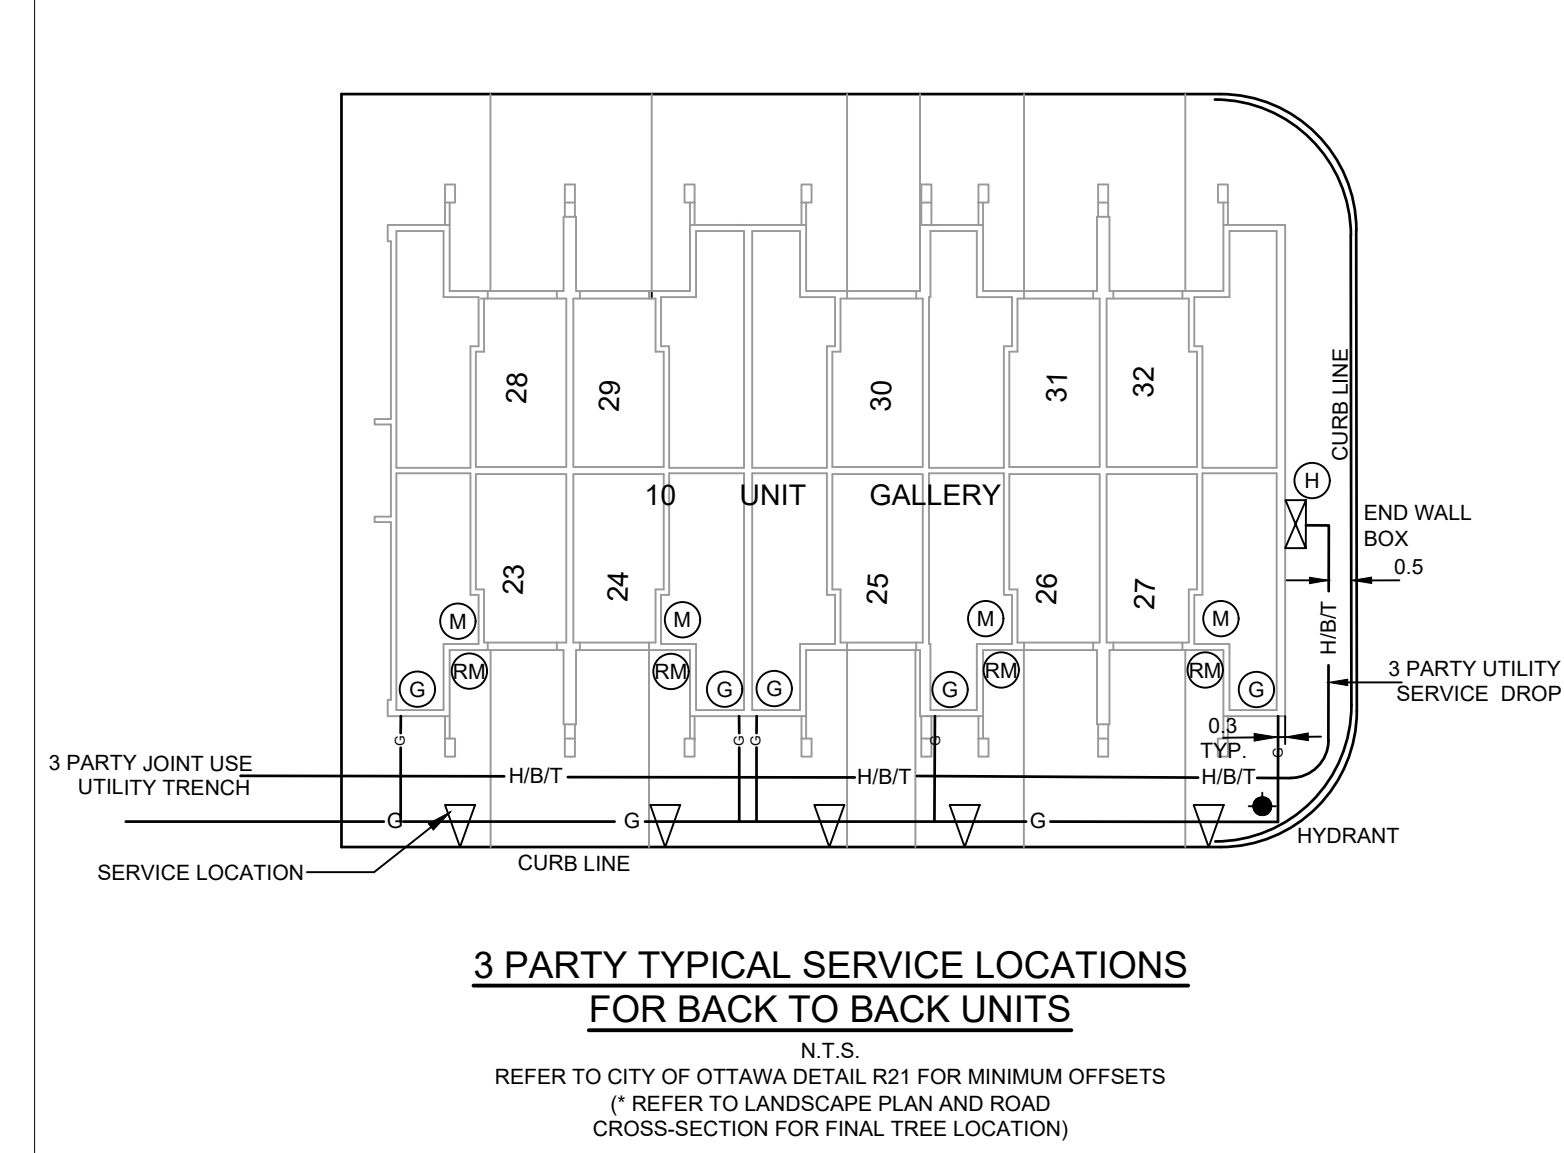 28
29
30
31
32
CURB LINE
H
10 UNIT GALLERY
END WALL
BOX
0.5
23
24
25
26
27
M
M
M
M
H/B/T
RM
RM
RM
RM
G
G
G
G
G
3 PARTY UTILITY
SERVICE DROP
0.3
TYP.
G
G
G
G
G
3 PARTY JOINT USE
UTILITY TRENCH
H/B/T
H/B/T
H/B/T
G
G
G
HYDRANT
SERVICE LOCATION
CURB LINE
3 PARTY TYPICAL SERVICE LOCATIONS
FOR BACK TO BACK UNITS
N.T.S.
REFER TO CITY OF OTTAWA DETAIL R21 FOR MINIMUM OFFSETS
(* REFER TO LANDSCAPE PLAN AND ROAD
CROSS-SECTION FOR FINAL TREE LOCATION)